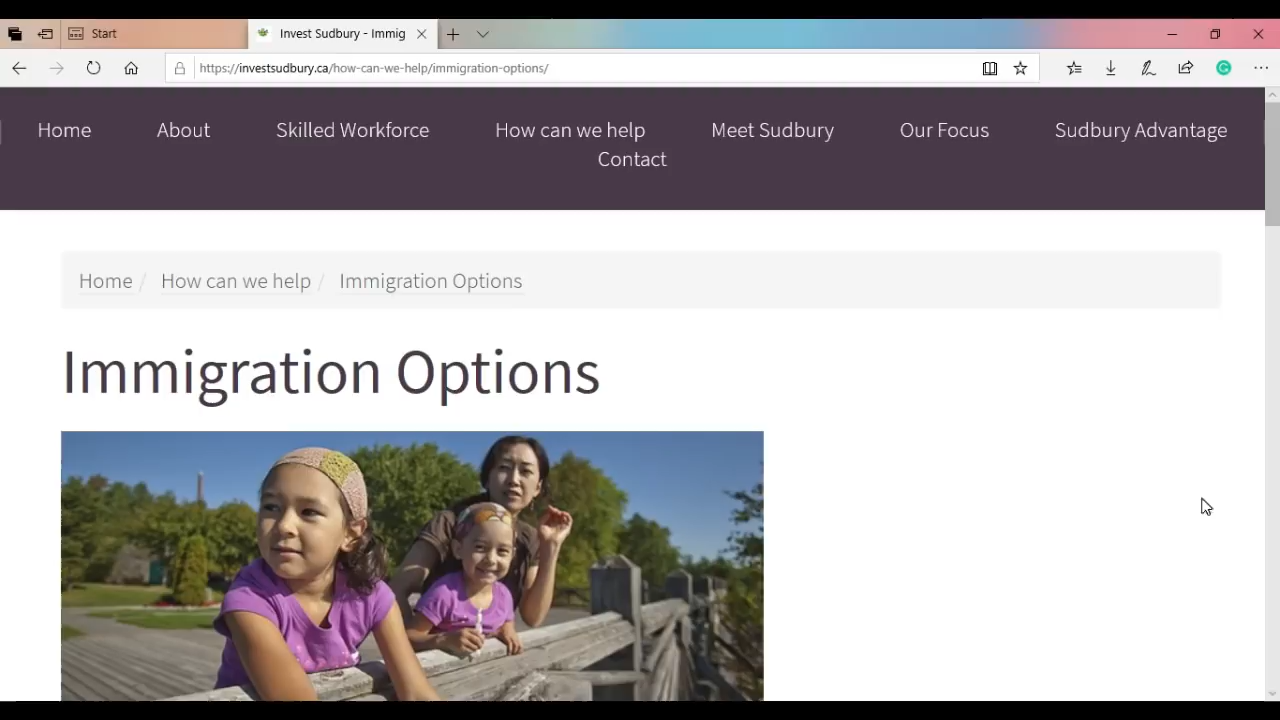 Start
Invest Sudbury - Immig
https://investsudbury.ca/how-can-we-help/immigration-options/
Home About Skilled Workforce How can we help Meet Sudbury Our Focus Sudbury Advantage
Contact
Home / How can we help / Immigration Options
Immigration Options